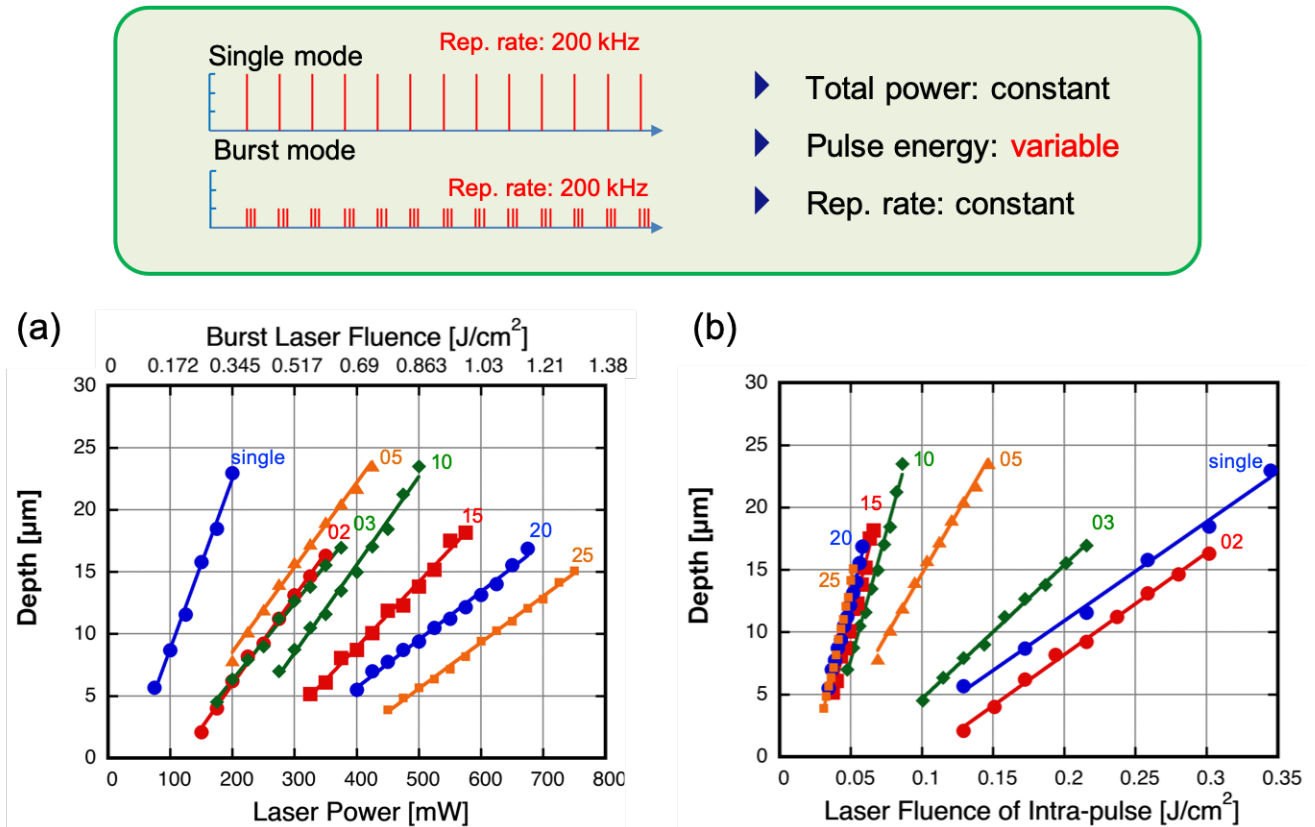 Single mode
Rep. rate: 200 kHz
Burst mode
Rep. rate: 200 kHz
Total power: constant
Pulse energy: variable
Rep. rate: constant
(a)
Burst Laser Fluence [J/cm²]
0 0.172 0.345 0.517 0.69 0.863 1.03 1.21 1.38
30
25
20
15
10
5
0
Depth [µm]
single
05
10
02
03
15
20
25
0 100 200 300 400 500 600 700 800
Laser Power [mW]
(b)
30
25
20
15
10
5
0
Depth [µm]
10
05
single
15
20
03
02
25
0 0.05 0.1 0.15 0.2 0.25 0.3 0.35
Laser Fluence of Intra-pulse [J/cm²]